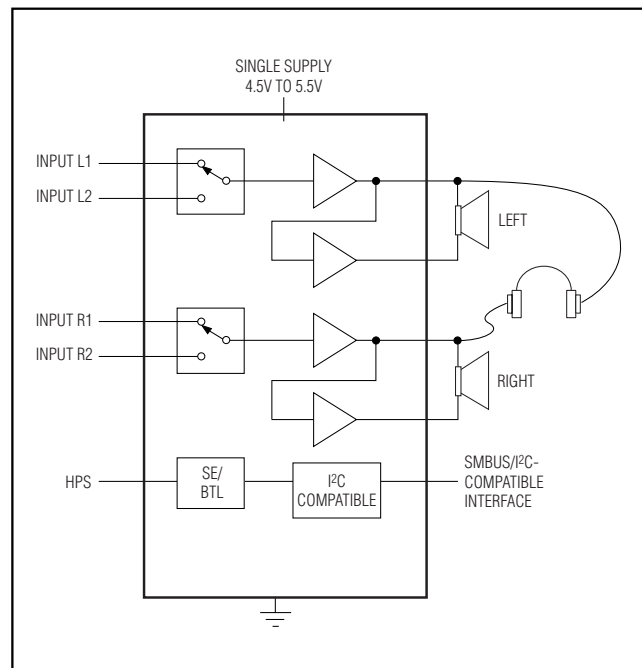 SINGLE SUPPLY
4.5V TO 5.5V
INPUT L1
INPUT L2
LEFT
INPUT R1
INPUT R2
RIGHT
HPS
SE/
BTL
I²C
COMPATIBLE
SMBUS/I²C-
COMPATIBLE
INTERFACE